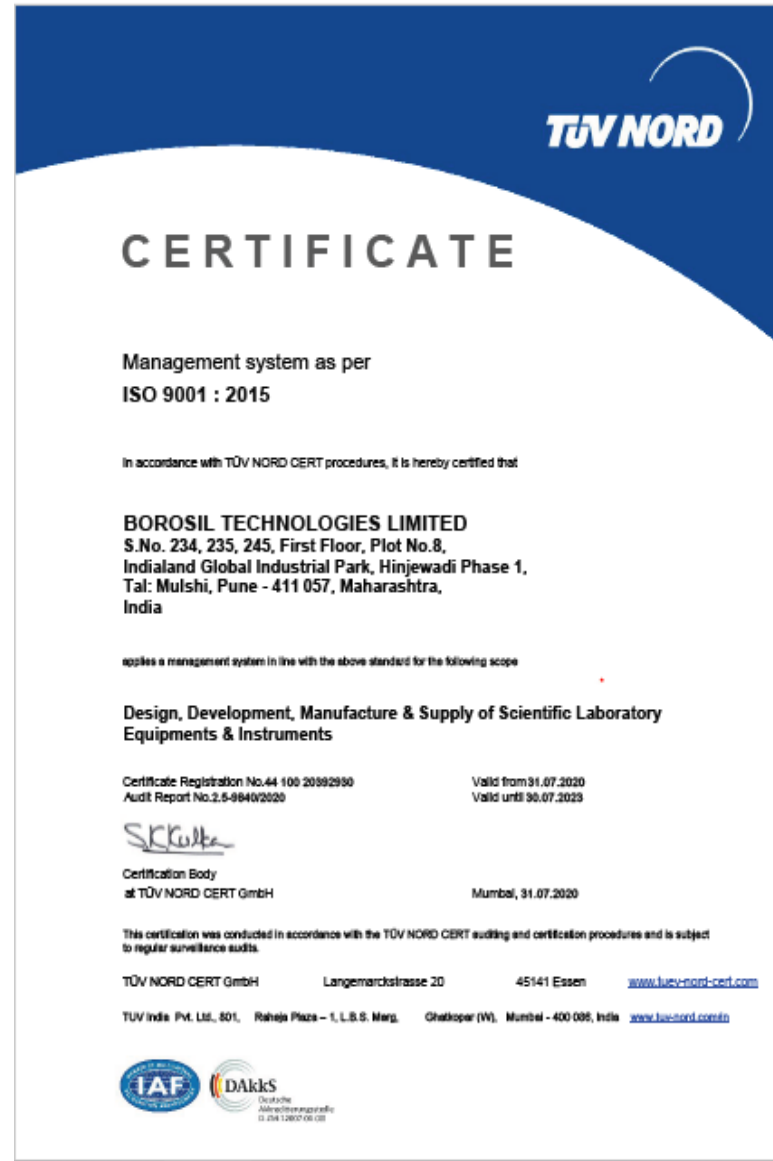 TÜV NORD
CERTIFICATE
Management system as per
ISO 9001 : 2015
In accordance with TÜV NORD CERT procedures, it is hereby certified that
BOROSIL TECHNOLOGIES LIMITED
S.No. 234, 235, 245, First Floor, Plot No.8,
Indialand Global Industrial Park, Hinjewadi Phase 1,
Tal: Mulshi, Pune - 411 057, Maharashtra,
India
applies a management system in line with the above standard for the following scope
Design, Development, Manufacture & Supply of Scientific Laboratory
Equipments & Instruments
Certificate Registration No.44 100 20392930 Valid from 31.07.2020
Audit Report No.2.5-9840/2020 Valid until 30.07.2023
Certification Body
at TÜV NORD CERT GmbH Mumbai, 31.07.2020
This certification was conducted in accordance with the TÜV NORD CERT auditing and certification procedures and is subject
to regular surveillance audits.
TÜV NORD CERT GmbH Langemarckstrasse 20 45141 Essen www.tuev-nord-cert.com
TUV India Pvt. Ltd., 801, Raheja Plaza – 1, L.B.S. Marg, Ghatkopar (W), Mumbai - 400 086, India www.tuv-nord.com/in
IAF
DAkkS
Deutsche
Akkreditierungsstelle